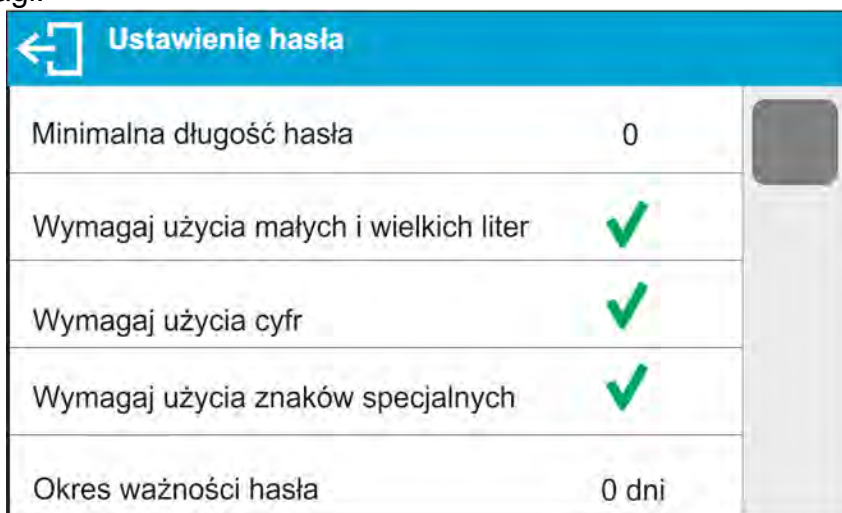 Ustawienie hasła
Minimalna długość hasła 0
Wymagaj użycia małych i wielkich liter
Wymagaj użycia cyfr
Wymagaj użycia znaków specjalnych
Okres ważności hasła 0 dni